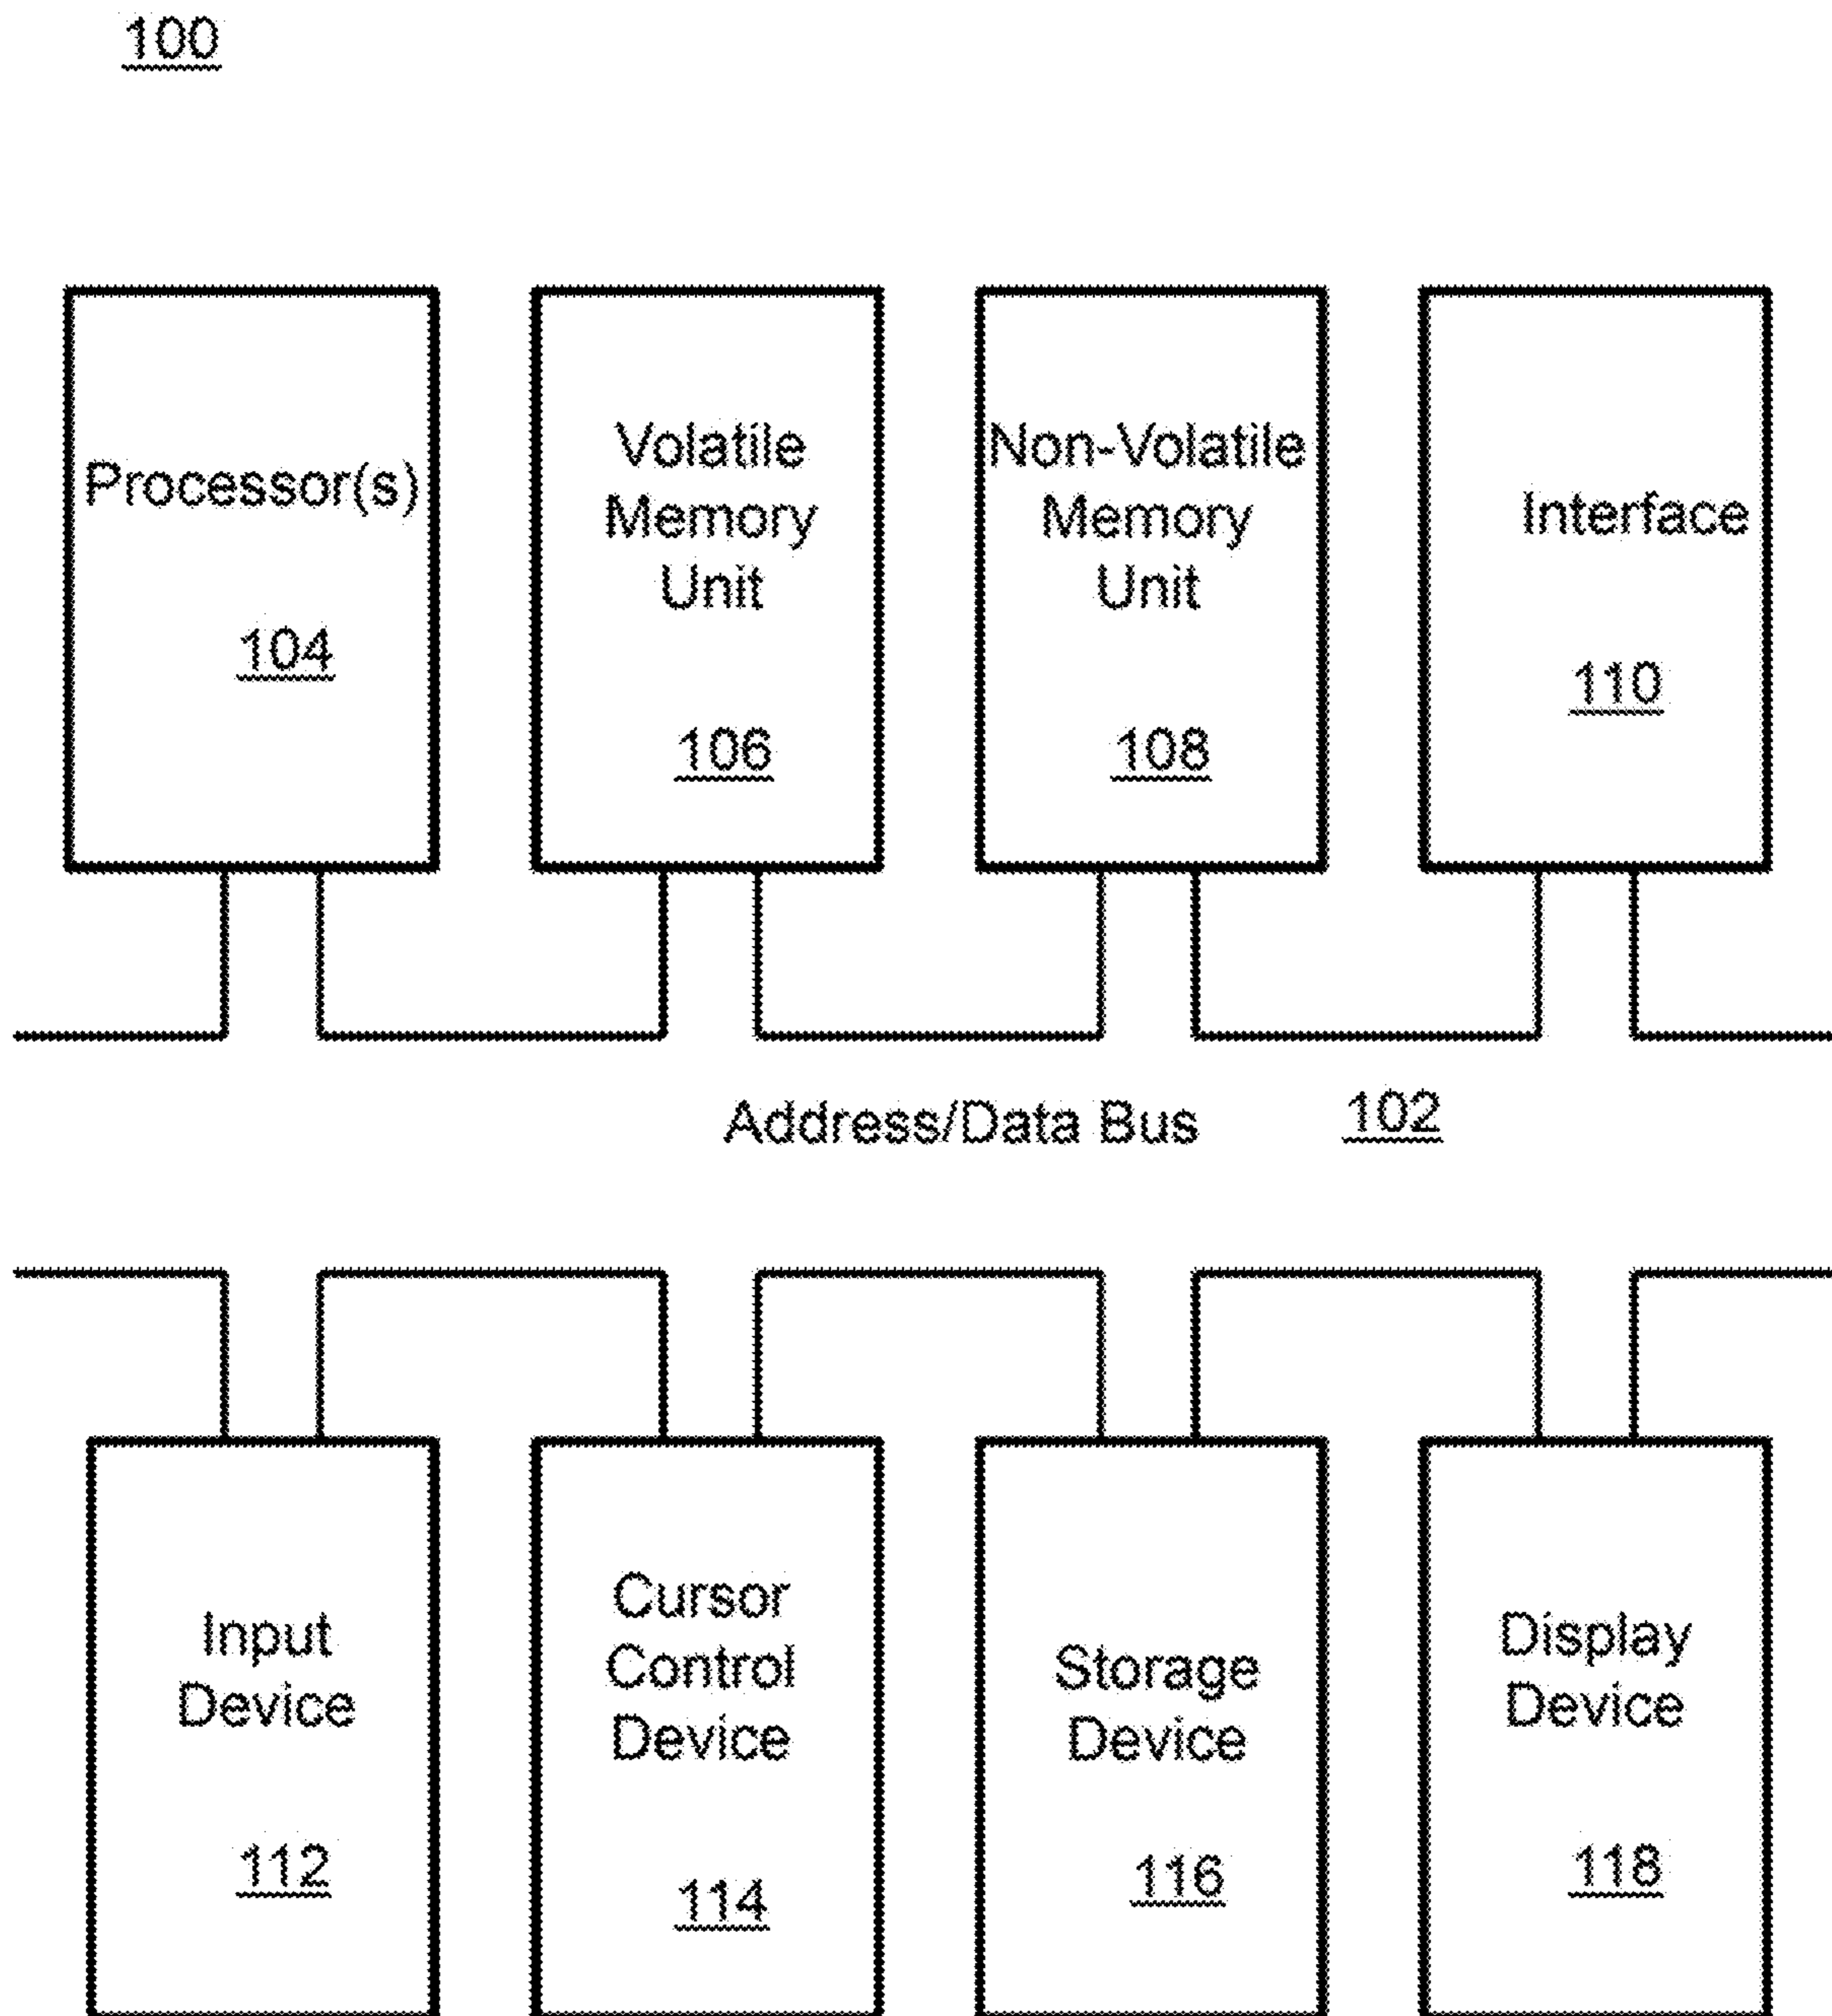 100
Processor(s)
104
Volatile
Memory
Unit
106
Non-Volatile
Memory
Unit
108
Interface
110
Address/Data Bus 102
Input
Device
112
Cursor
Control
Device
114
Storage
Device
116
Display
Device
118